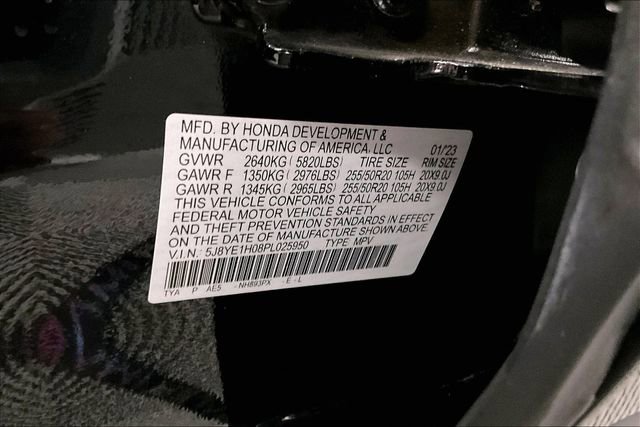 MFD. BY HONDA DEVELOPMENT &
MANUFACTURING OF AMERICA, LLC 01/23
GVWR 2640KG ( 5820LBS) TIRE SIZE RIM SIZE
GAWR F 1350KG ( 2976LBS) 255/50R20 105H 20X9.0J
GAWR R 1345KG ( 2965LBS) 255/50R20 105H 20X9.0J
THIS VEHICLE CONFORMS TO ALL APPLICABLE
FEDERAL MOTOR VEHICLE SAFETY
AND THEFT PREVENTION STANDARDS IN EFFECT
ON THE DATE OF MANUFACTURE SHOWN ABOVE.
V.I.N.: 5J8YE1H08PL025950 TYPE MPV
TYA P AE5 -NH893PX -E -L